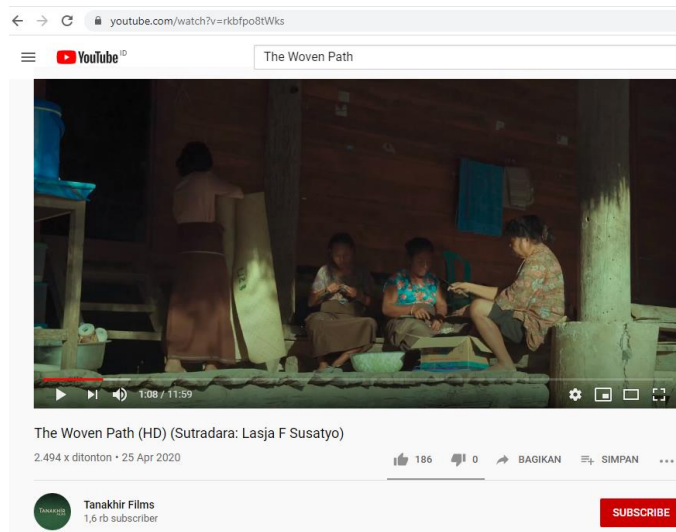 youtube.com/watch?v=rkbfpo8tWks
YouTube ID
The Woven Path
1:08 / 11:59
The Woven Path (HD) (Sutradara: Lasja F Susatyo)
2.494 x ditonton • 25 Apr 2020
186
0
BAGIKAN
SIMPAN
TANAKHIR
Tanakhir Films
1,6 rb subscriber
SUBSCRIBE